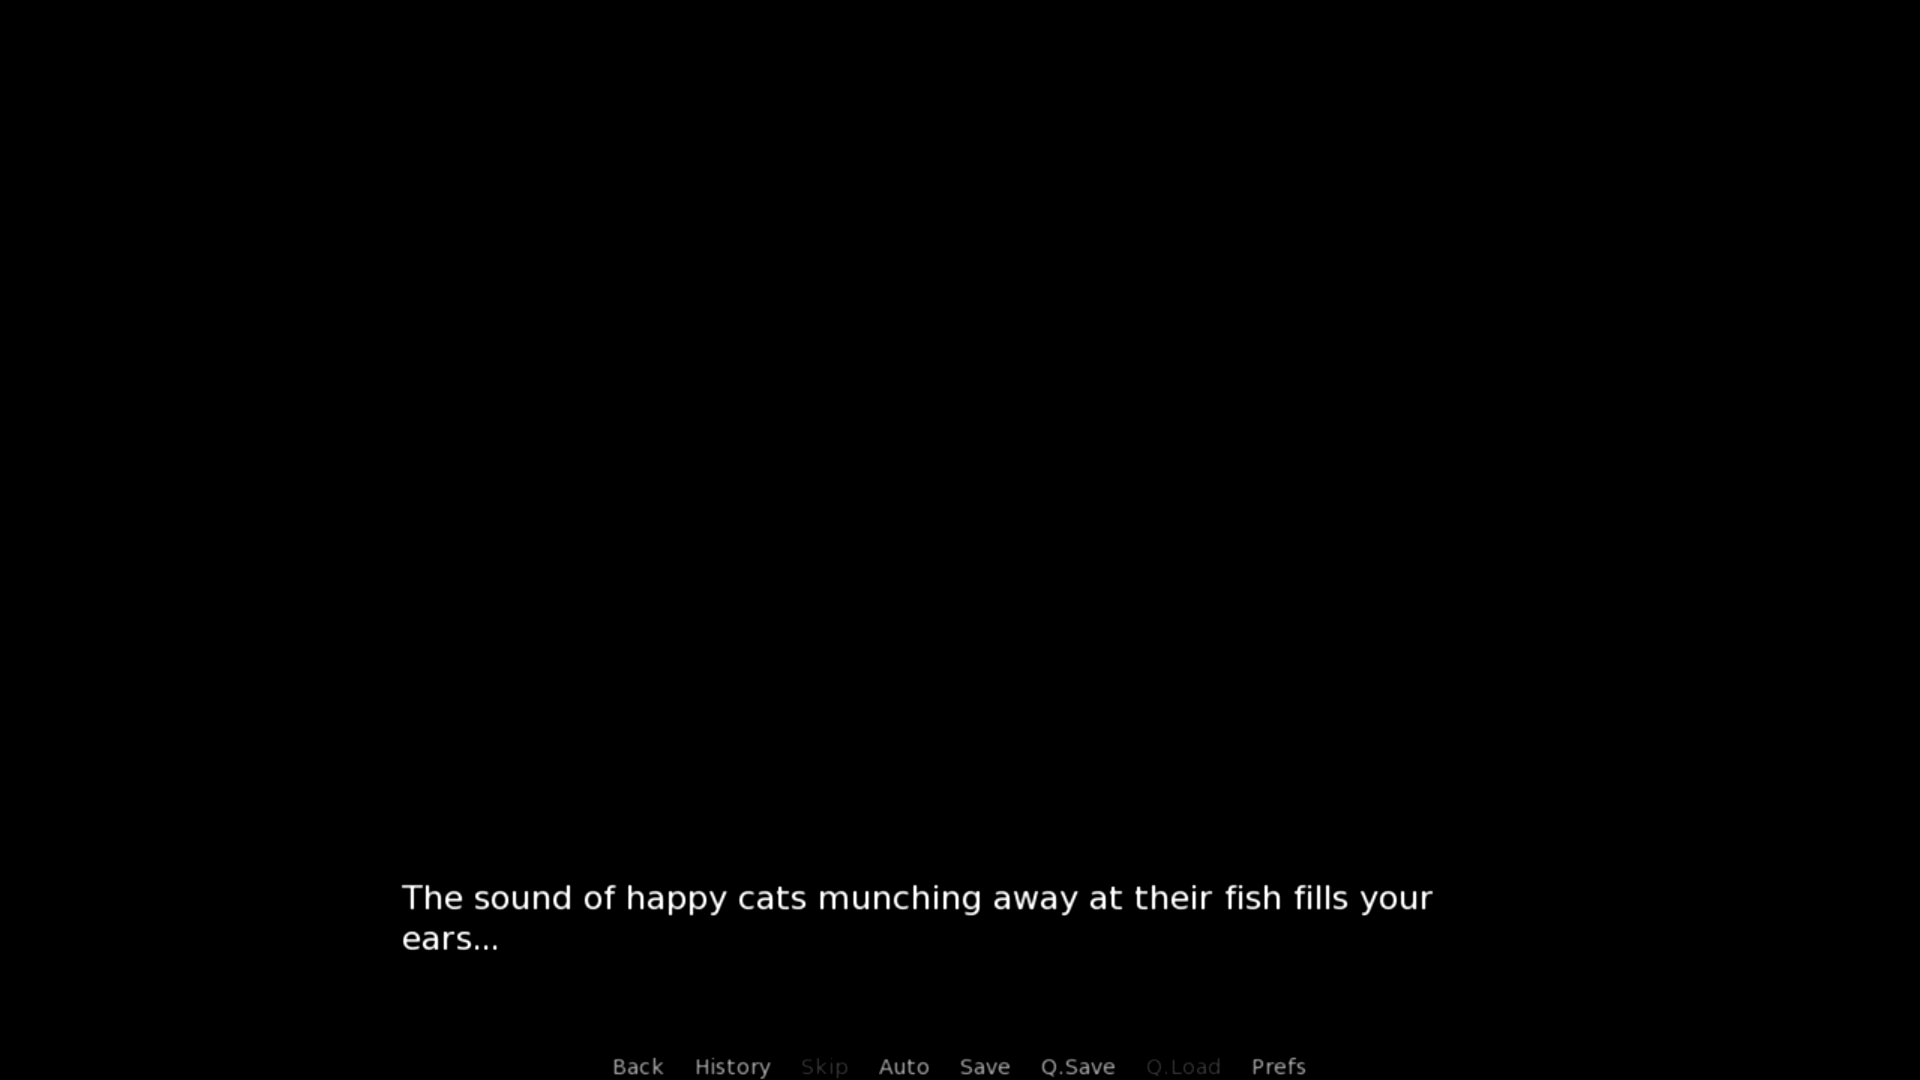 The sound of happy cats munching away at their fish fills your
ears...
Back History Skip Auto Save Q.Save Q.Load Prefs